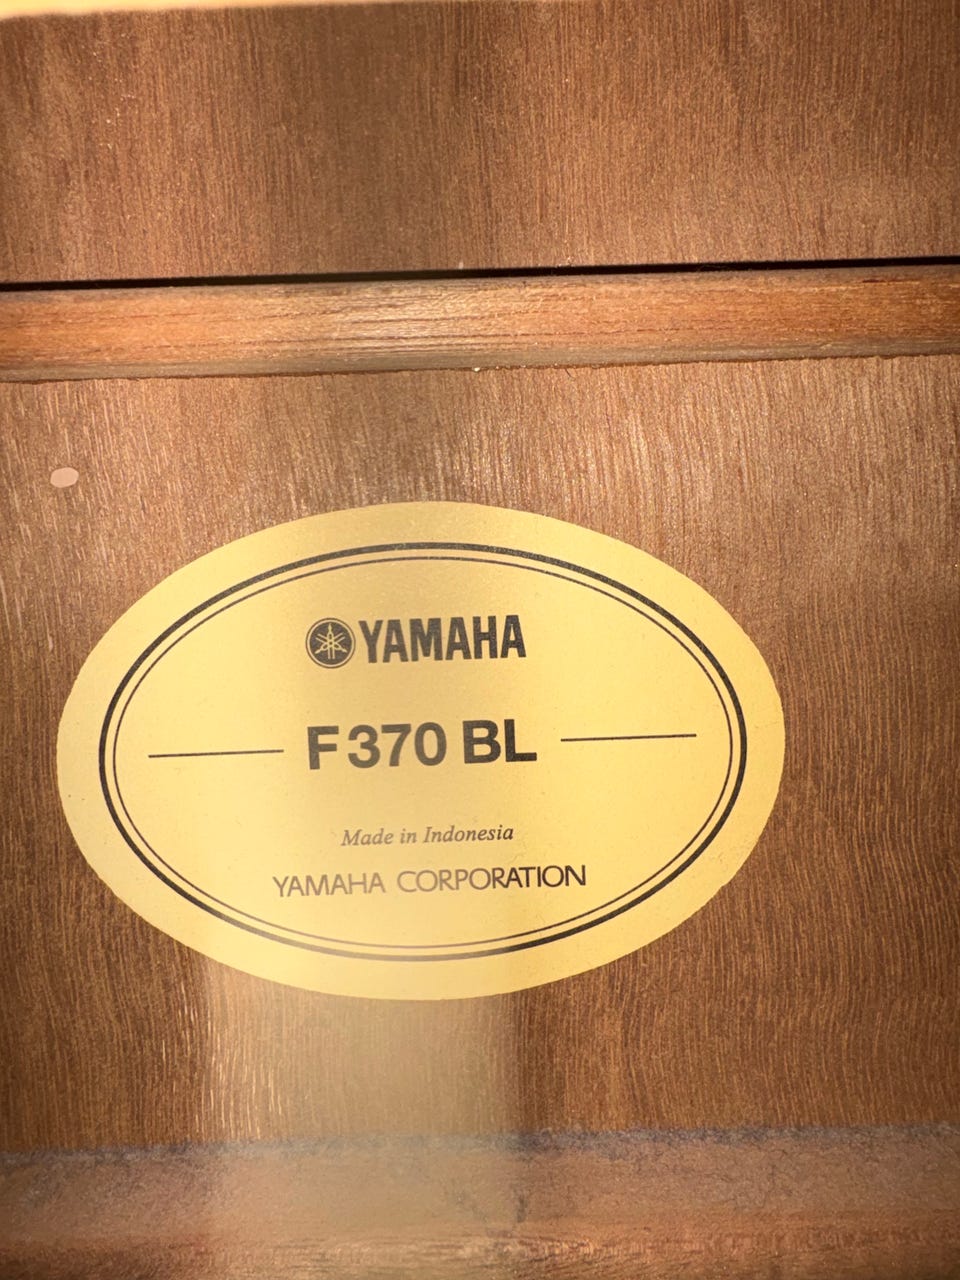 YAMAHA
F370 BL
Made in Indonesia
YAMAHA CORPORATION